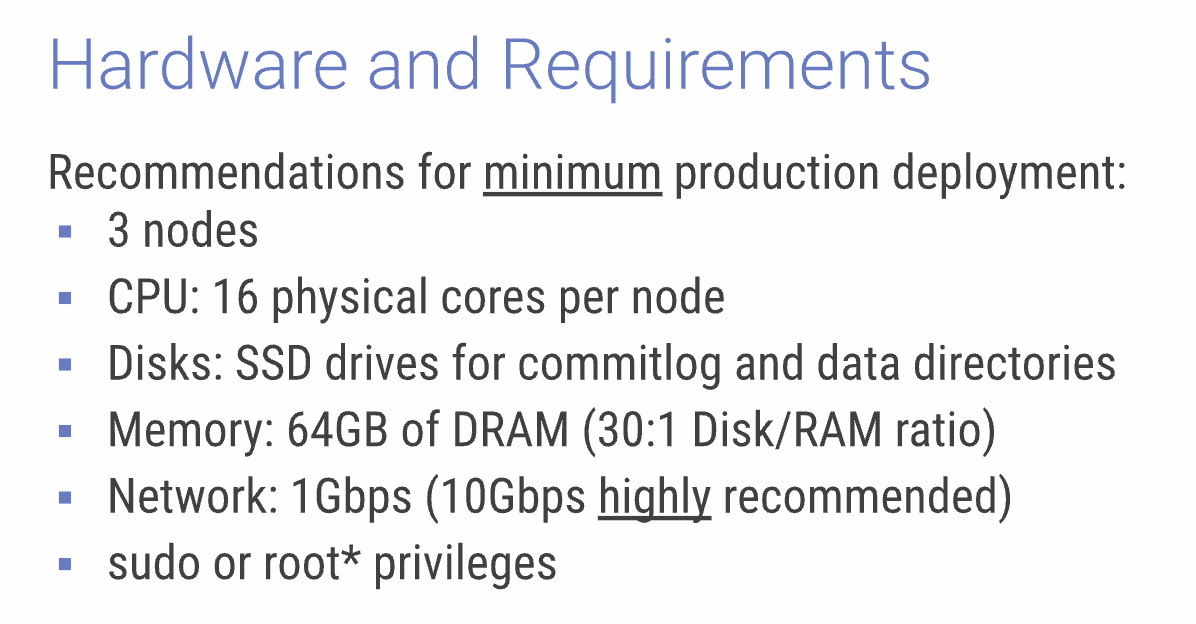 Hardware and Requirements
Recommendations for minimum production deployment:
▪ 3 nodes
▪ CPU: 16 physical cores per node
▪ Disks: SSD drives for commitlog and data directories
▪ Memory: 64GB of DRAM (30:1 Disk/RAM ratio)
▪ Network: 1Gbps (10Gbps highly recommended)
▪ sudo or root* privileges